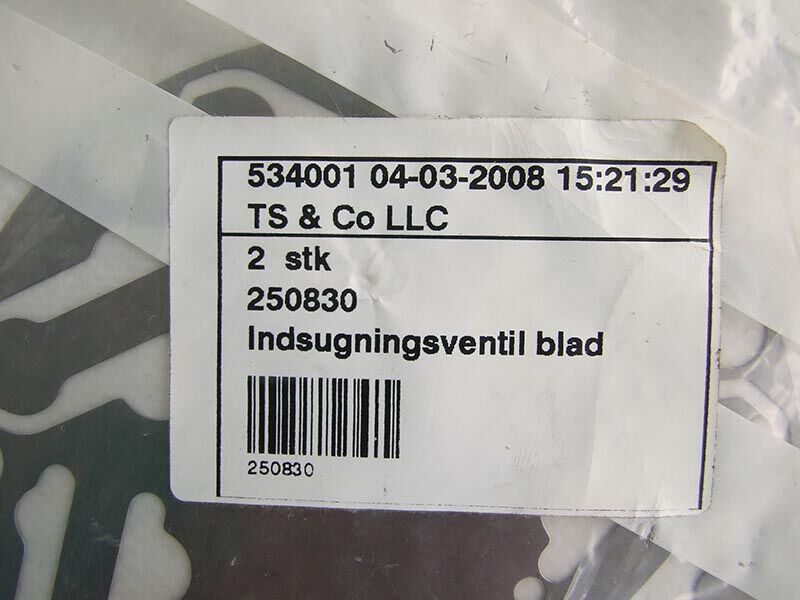 534001 04-03-2008 15:21:29
TS & Co LLC
2 stk
250830
Indsugningsventil blad
250830